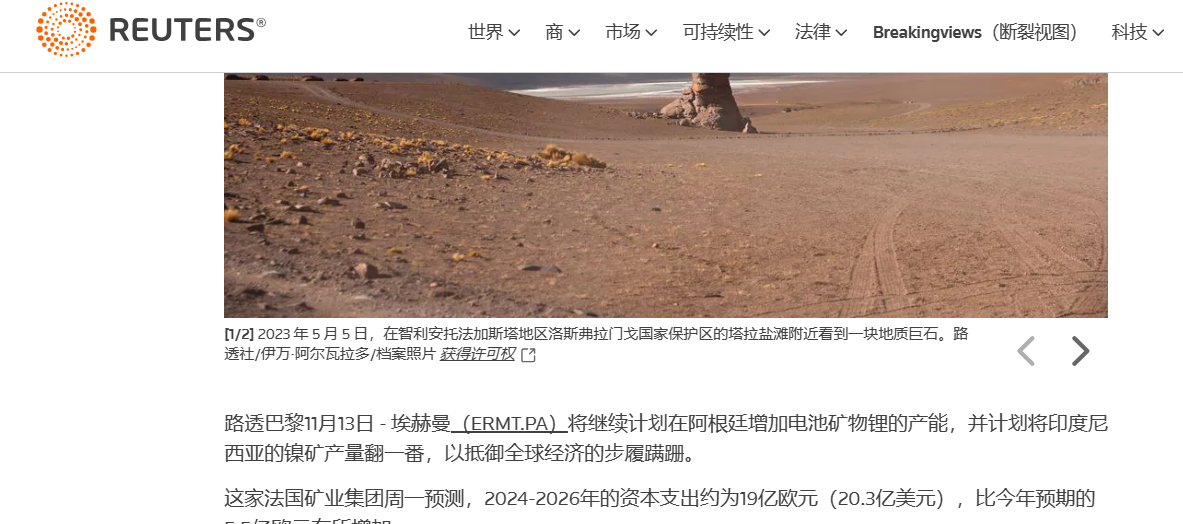 REUTERS®
世界 商 市场 可持续性 法律 Breakingviews（断裂视图） 科技
[1/2] 2023 年 5 月 5 日，在智利安托法加斯塔地区洛斯弗拉门戈国家保护区的塔拉盐滩附近看到一块地质巨石。路
透社/伊万·阿尔瓦拉多/档案照片 获得许可权
路透巴黎11月13日 - 埃赫曼（ERMT.PA）将继续计划在阿根廷增加电池矿物锂的产能，并计划将印度尼
西亚的镍矿产量翻一番，以抵御全球经济的步履蹒跚。
这家法国矿业集团周一预测，2024-2026年的资本支出约为19亿欧元（20.3亿美元），比今年预期的